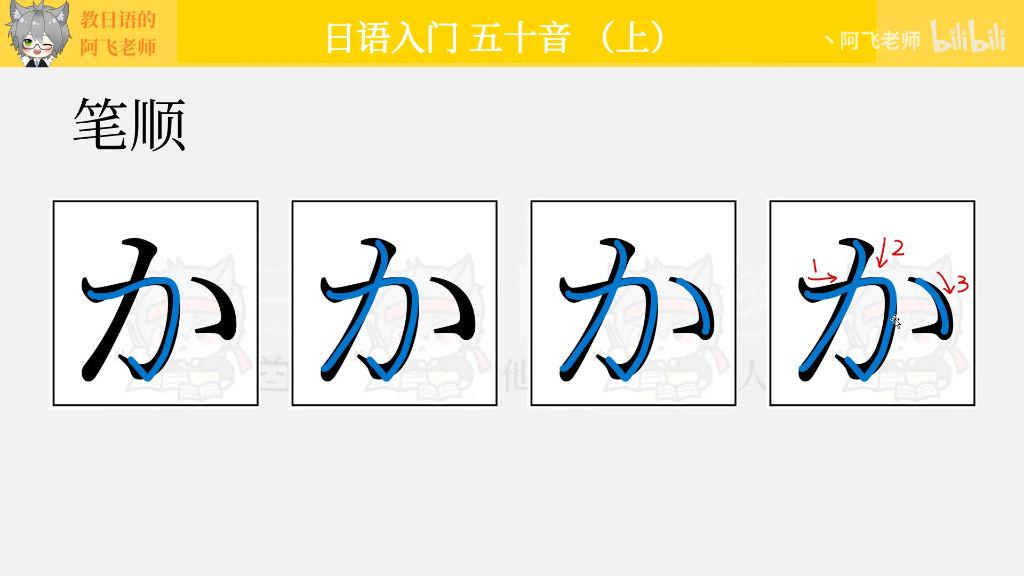 教日语的
阿飞老师
日语入门 五十音 （上）
丶阿飞老师 bilibili
笔顺
か か か か
1 2 3